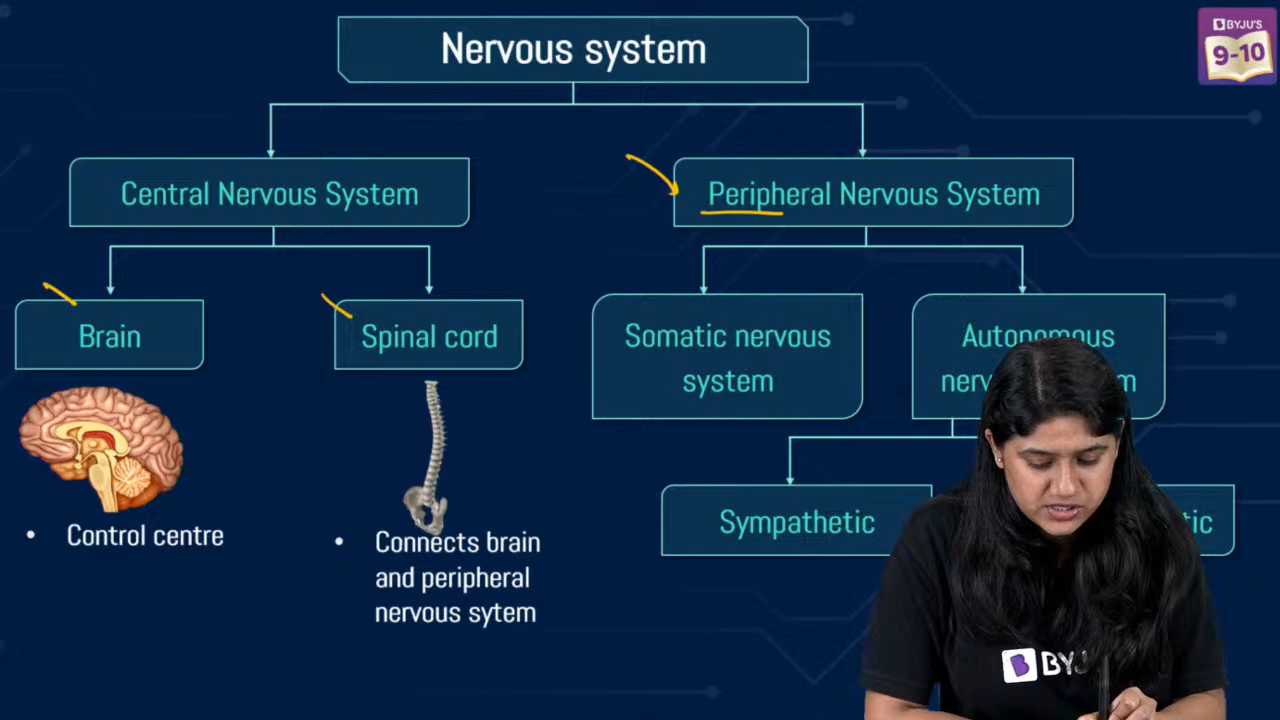 Nervous system
BYJU'S
9-10
Central Nervous System
Peripheral Nervous System
Brain
Spinal cord
Somatic nervous
system
Autonomous
Sympathetic
• Control centre
• Connects brain
and peripheral
nervous sytem